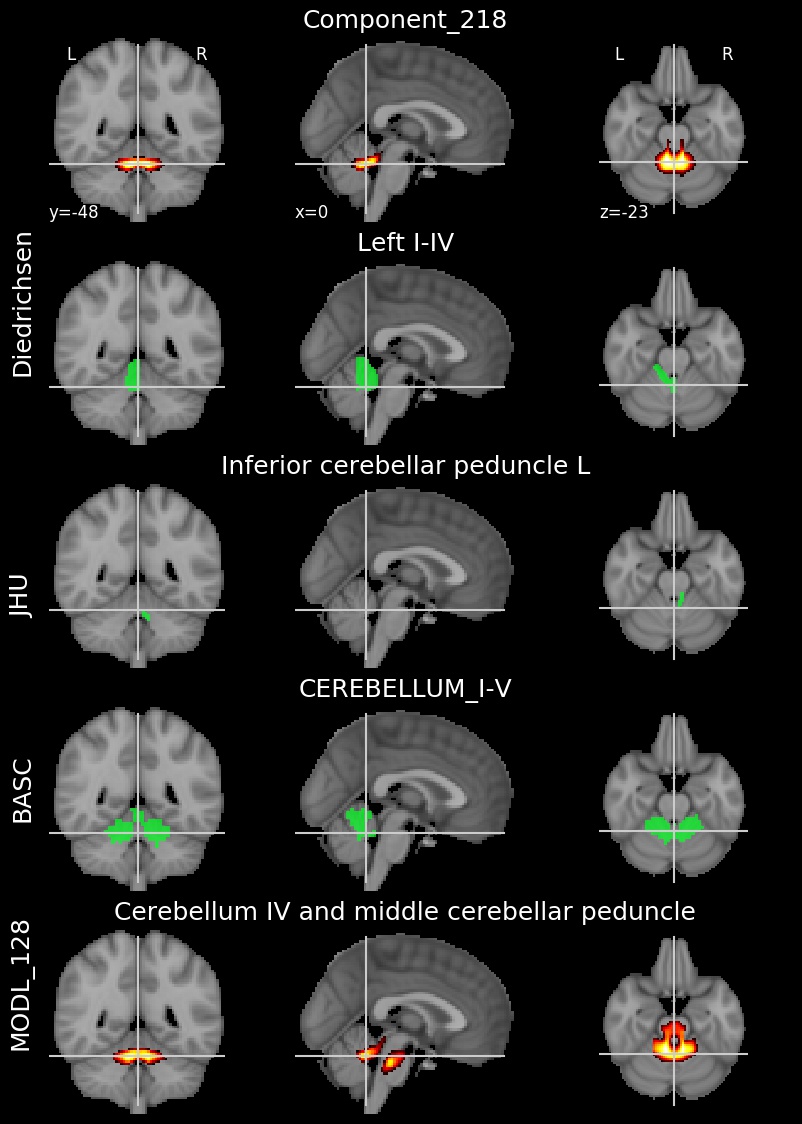 Component_218
L R L R
y=-48 x=0 z=-23
Diedrichsen
Left I-IV
JHU
Inferior cerebellar peduncle L
BASC
CEREBELLUM_I-V
MODL_128
Cerebellum IV and middle cerebellar peduncle